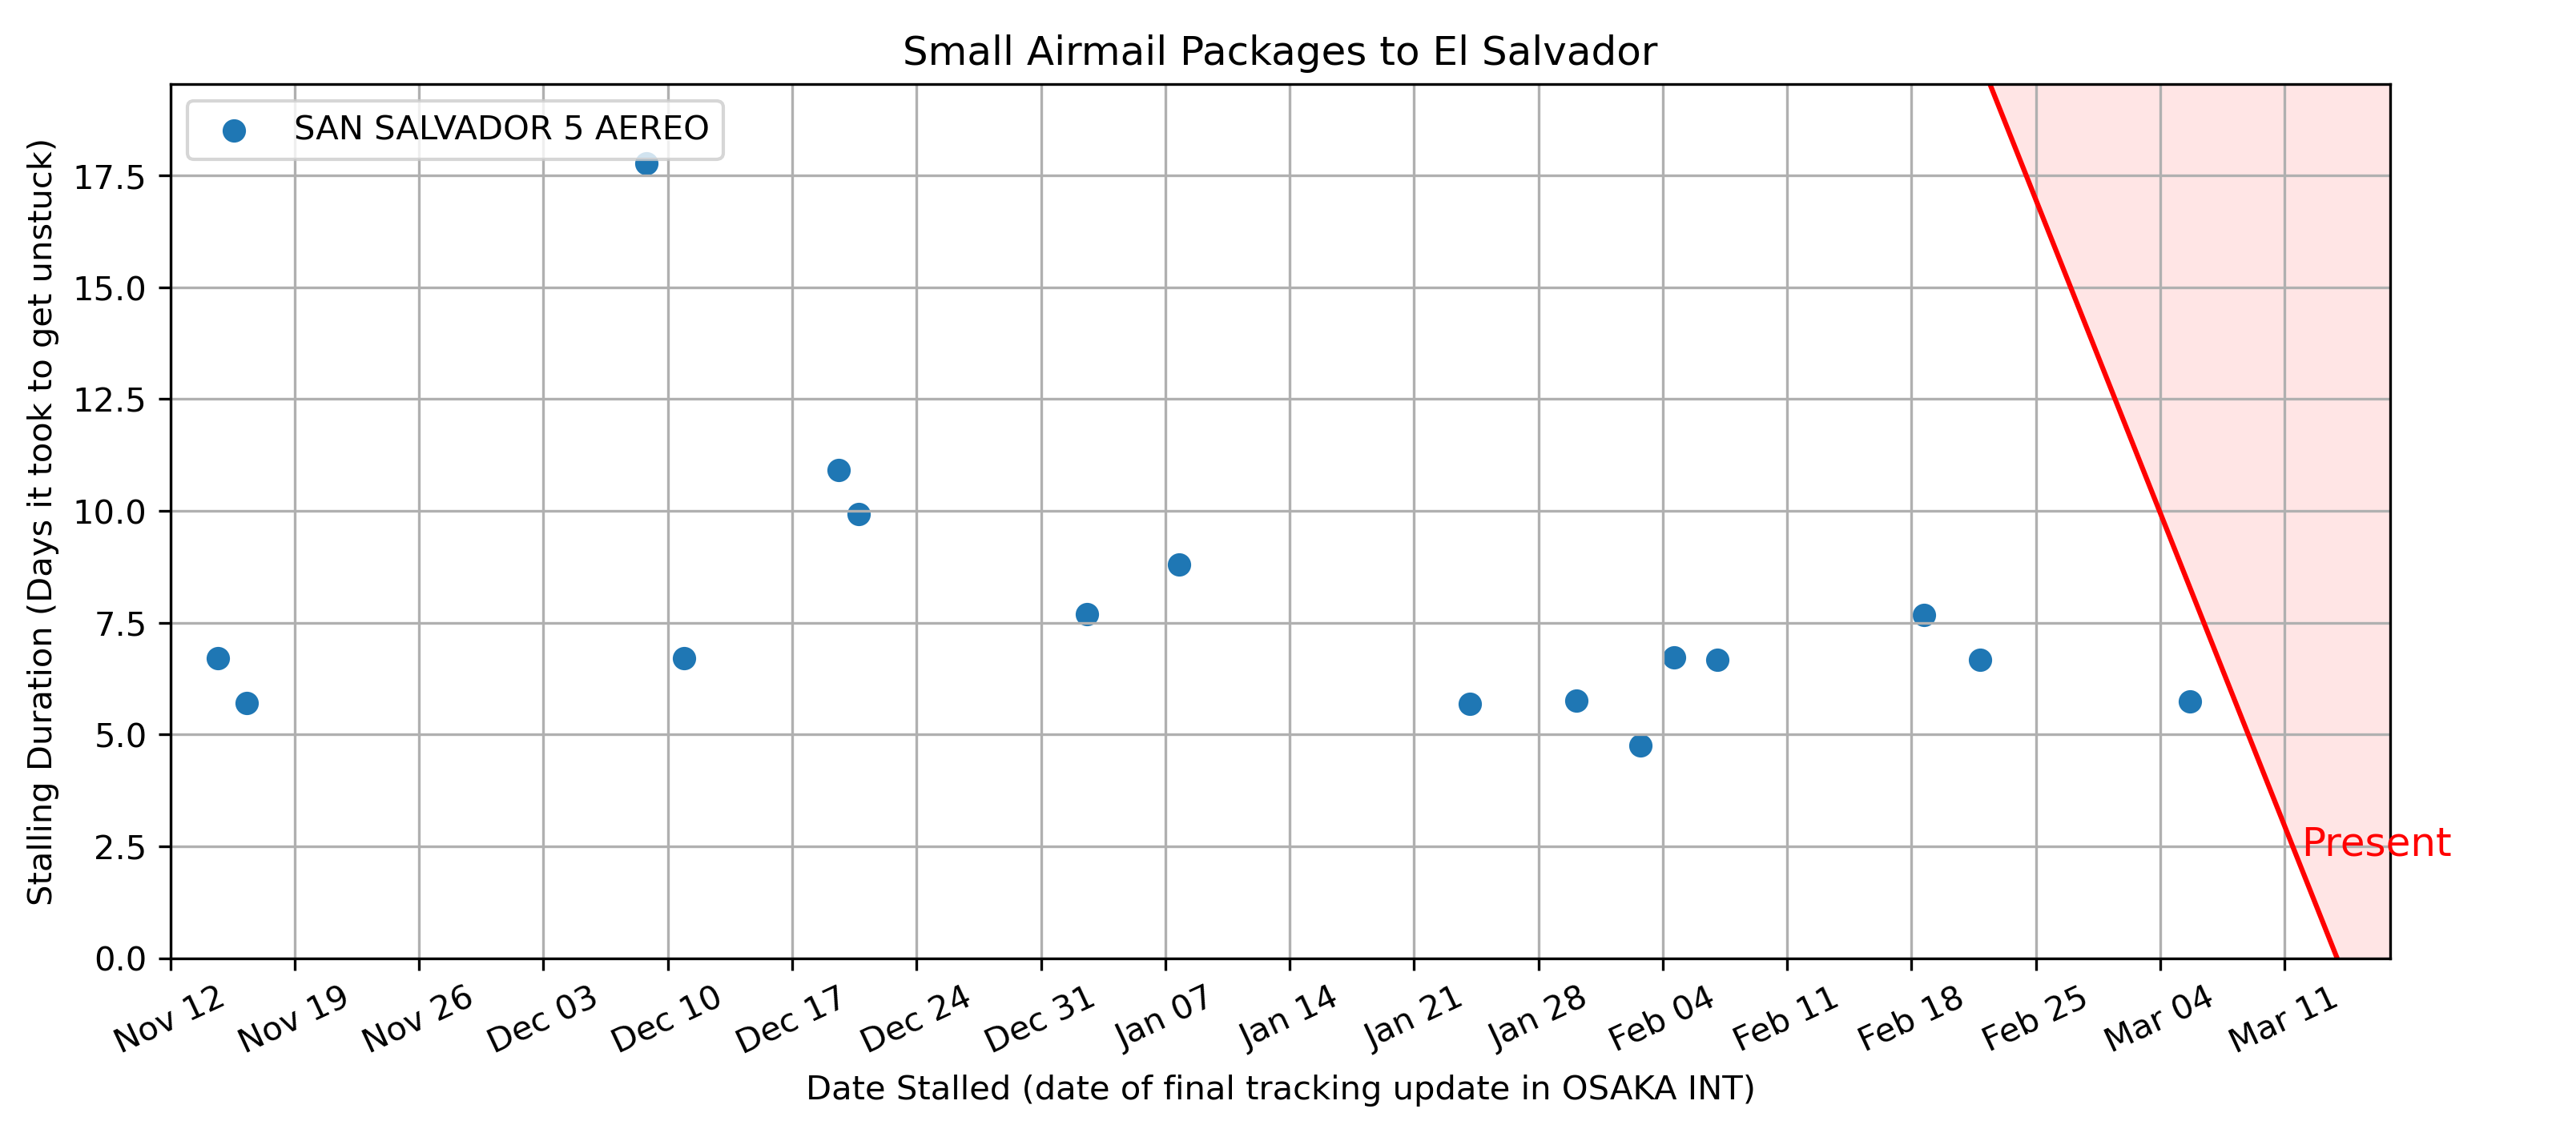 Small Airmail Packages to El Salvador
SAN SALVADOR 5 AEREO
Stalling Duration (Days it took to get unstuck)
17.5
15.0
12.5
10.0
7.5
5.0
2.5
0.0
Present
Nov 12
Nov 19
Nov 26
Dec 03
Dec 10
Dec 17
Dec 24
Dec 31
Jan 07
Jan 14
Jan 21
Jan 28
Feb 04
Feb 11
Feb 18
Feb 25
Mar 04
Mar 11
Date Stalled (date of final tracking update in OSAKA INT)